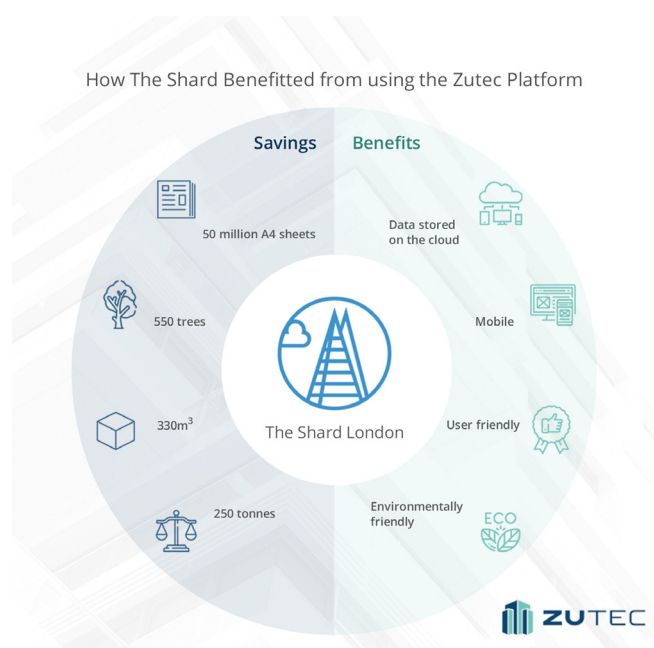 How The Shard Benefitted from using the Zutec Platform
Savings
Benefits
50 million A4 sheets
550 trees
330m³
250 tonnes
Data stored
on the cloud
Mobile
User friendly
Environmentally
friendly
ECO
The Shard London
ZUTEC